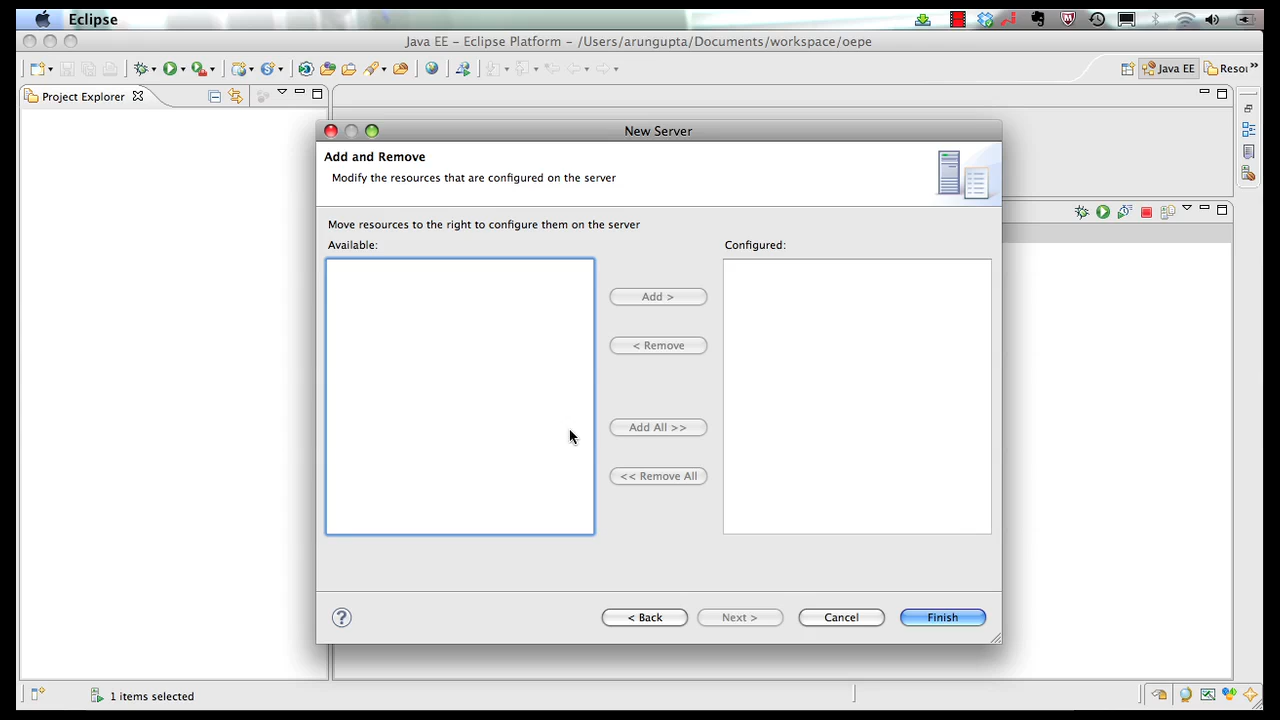 Eclipse
Java EE – Eclipse Platform – /Users/arungupta/Documents/workspace/oepe
Java EE
Resou
Project Explorer
New Server
Add and Remove
Modify the resources that are configured on the server
Move resources to the right to configure them on the server
Available:
Configured:
Add >
< Remove
Add All >>
<< Remove All
?
< Back
Next >
Cancel
Finish
1 items selected